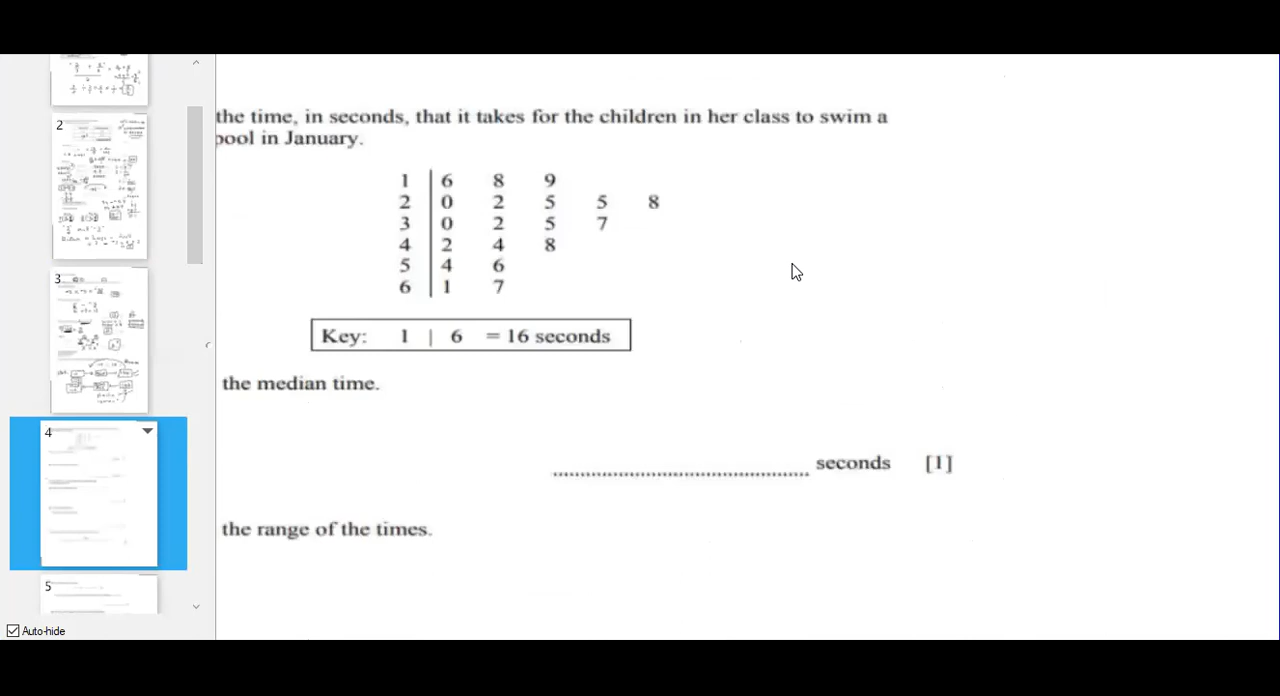 the time, in seconds, that it takes for the children in her class to swim a
pool in January.
1 | 6 8 9
2 | 0 2 5 5 8
3 | 0 2 5 7
4 | 2 4 8
5 | 4 6
6 | 1 7
Key: 1 | 6 = 16 seconds
the median time.
seconds [1]
the range of the times.
2
3
4
5
Auto-hide